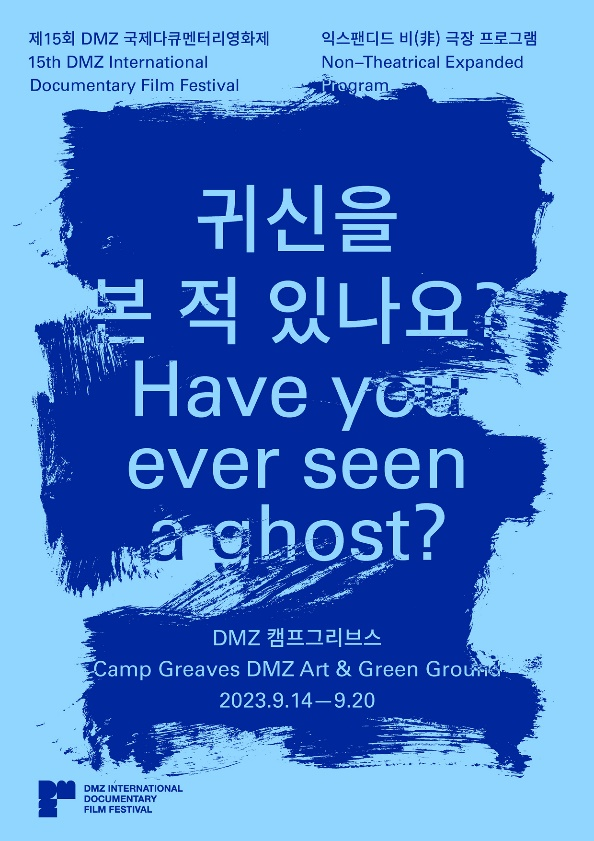 제15회 DMZ 국제다큐멘터리영화제
15th DMZ International
Documentary Film Festival
익스팬디드 비(非) 극장 프로그램
Non–Theatrical Expanded
Program
귀신을
본 적 있나요?
Have you
ever seen
a ghost?
DMZ 캠프그리브스
Camp Greaves DMZ Art & Green Ground
2023.9.14—9.20
DMZ
DMZ INTERNATIONAL
DOCUMENTARY
FILM FESTIVAL